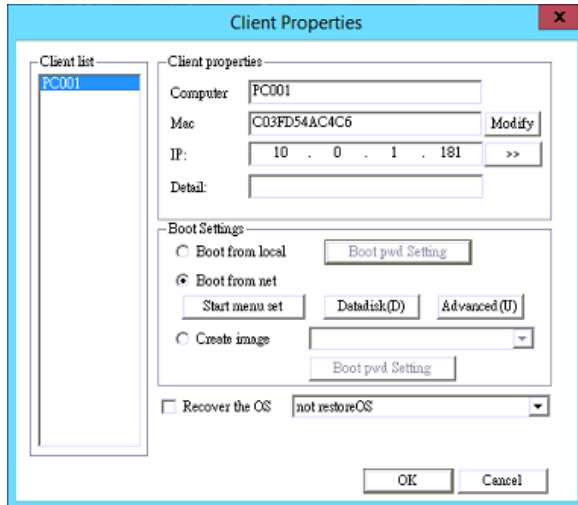 Client Properties
x
Client list
PC001
Client properties
Computer PC001
Mac C03FD54AC4C6 Modify
IP: 10 . 0 . 1 . 181 >>
Detail:
Boot Settings
Boot from local Boot pwd Setting
Boot from net
Start menu set Datadisk(D) Advanced(U)
Create image
Boot pwd Setting
Recover the OS not restoreOS
OK Cancel